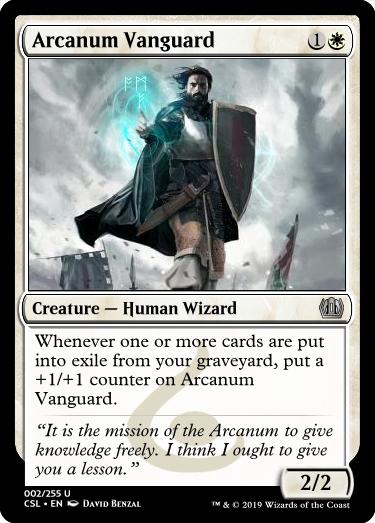 Arcanum Vanguard 1
Creature — Human Wizard
Whenever one or more cards are put
into exile from your graveyard, put a
+1/+1 counter on Arcanum
Vanguard.
“It is the mission of the Arcanum to give
knowledge freely. I think I ought to give
you a lesson.”
2/2
002/255 U
CSL • EN DAVID BENZAL
™ & © 2019 Wizards of the Coast